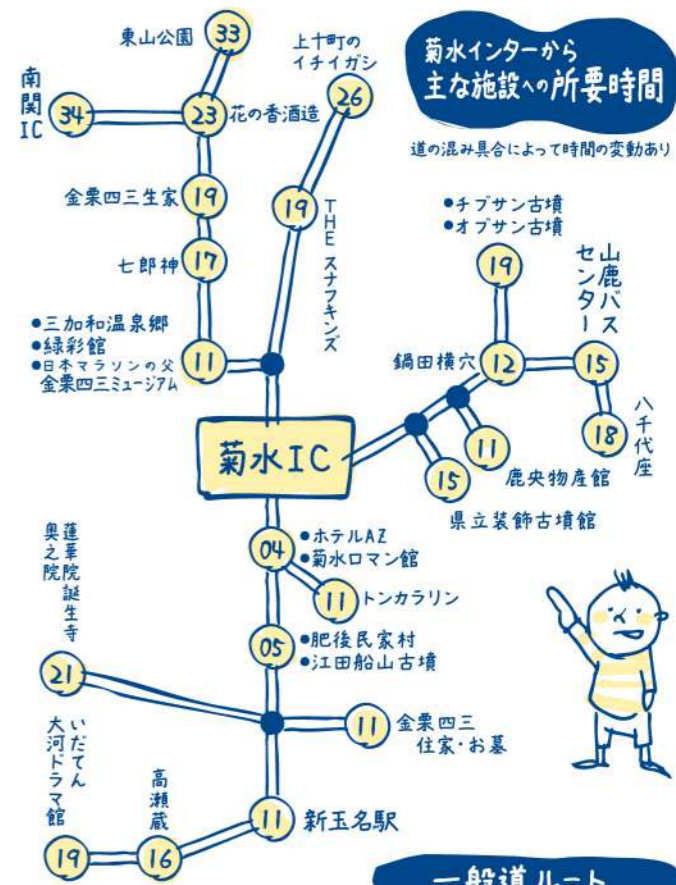 菊水インターから
主な施設への所要時間
道の混み具合によって時間の変動あり
33
東山公園
上十町の
イチイガシ
26
南関IC
34
23
花の香酒造
19
金栗四三生家
19
THE スナフキンズ
17
七郎神
●三加和温泉郷
●緑彩館
●日本マラソンの父
金栗四三ミュージアム
11
●チブサン古墳
●オブサン古墳
19
山鹿バス
センター
鍋田横穴
12
15
18
八千代座
11
鹿央物産館
15
県立装飾古墳館
菊水IC
04
●ホテルAZ
●菊水ロマン館
11
トンカラリン
05
●肥後民家村
●江田船山古墳
蓮華院誕生寺
奥之院
21
11
金栗四三
住家・お墓
いだてん
大河ドラマ館
19
高瀬蔵
16
11
新玉名駅
一般道ルート